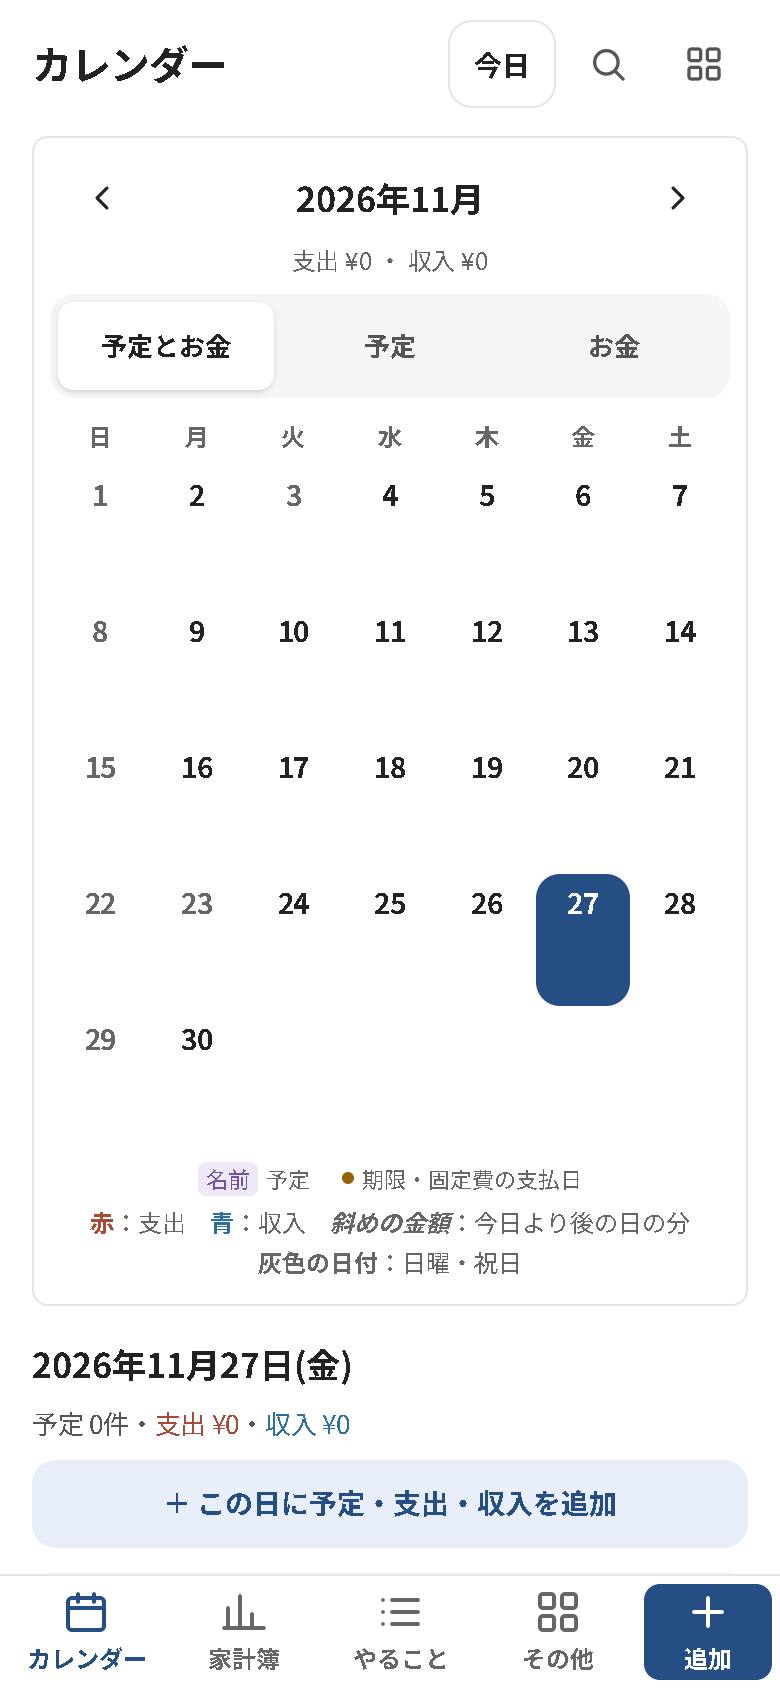 カレンダー 今日
2026年11月
支出 ¥0 ・ 収入 ¥0
予定とお金 予定 お金
日 月 火 水 木 金 土
1 2 3 4 5 6 7
8 9 10 11 12 13 14
15 16 17 18 19 20 21
22 23 24 25 26 27 28
29 30
名前 予定 ● 期限・固定費の支払日
赤：支出 青：収入 斜めの金額：今日より後の日の分
灰色の日付：日曜・祝日
2026年11月27日(金)
予定 0件・支出 ¥0・収入 ¥0
＋ この日に予定・支出・収入を追加
カレンダー 家計簿 やること その他 追加